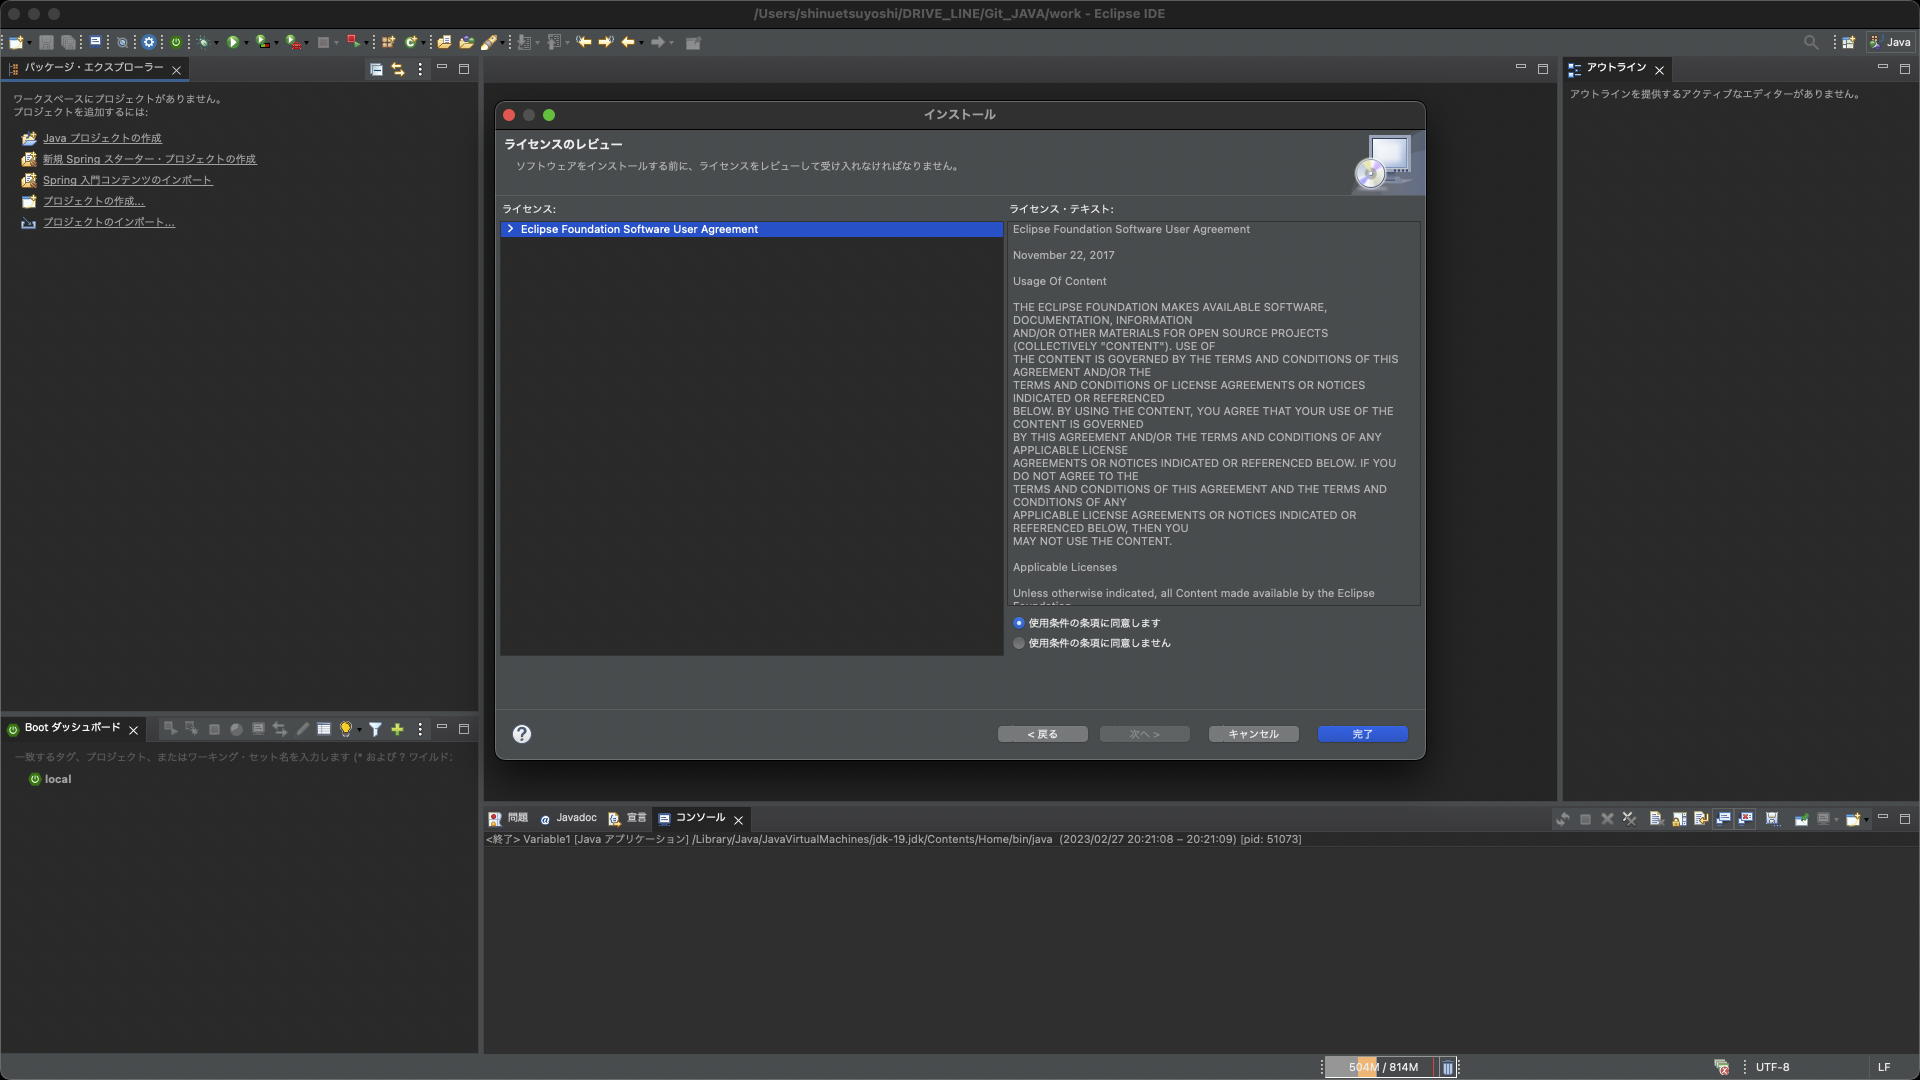 /Users/shinuetsuyoshi/DRIVE_LINE/Git_JAVA/work - Eclipse IDE
Java
パッケージ・エクスプローラー
ワークスペースにプロジェクトがありません。
プロジェクトを追加するには:
Java プロジェクトの作成
新規 Spring スターター・プロジェクトの作成
Spring 入門コンテンツのインポート
プロジェクトの作成...
プロジェクトのインポート...
アウトライン
アウトラインを提供するアクティブなエディターがありません。
インストール
ライセンスのレビュー
ソフトウェアをインストールする前に、ライセンスをレビューして受け入れなければなりません。
ライセンス:
Eclipse Foundation Software User Agreement
ライセンス・テキスト:
Eclipse Foundation Software User Agreement
November 22, 2017
Usage Of Content
THE ECLIPSE FOUNDATION MAKES AVAILABLE SOFTWARE,
DOCUMENTATION, INFORMATION
AND/OR OTHER MATERIALS FOR OPEN SOURCE PROJECTS
(COLLECTIVELY "CONTENT"). USE OF
THE CONTENT IS GOVERNED BY THE TERMS AND CONDITIONS OF THIS
AGREEMENT AND/OR THE
TERMS AND CONDITIONS OF LICENSE AGREEMENTS OR NOTICES
INDICATED OR REFERENCED
BELOW. BY USING THE CONTENT, YOU AGREE THAT YOUR USE OF THE
CONTENT IS GOVERNED
BY THIS AGREEMENT AND/OR THE TERMS AND CONDITIONS OF ANY
APPLICABLE LICENSE
AGREEMENTS OR NOTICES INDICATED OR REFERENCED BELOW. IF YOU
DO NOT AGREE TO THE
TERMS AND CONDITIONS OF THIS AGREEMENT AND THE TERMS AND
CONDITIONS OF ANY
APPLICABLE LICENSE AGREEMENTS OR NOTICES INDICATED OR
REFERENCED BELOW, THEN YOU
MAY NOT USE THE CONTENT.
Applicable Licenses
Unless otherwise indicated, all Content made available by the Eclipse
使用条件の条項に同意します
使用条件の条項に同意しません
< 戻る
次へ >
キャンセル
完了
Boot ダッシュボード
一致するタグ、プロジェクト、またはワーキング・セット名を入力します (* および ? ワイルド:
local
問題
Javadoc
宣言
コンソール
<終了> Variable1 [Java アプリケーション] /Library/Java/JavaVirtualMachines/jdk-19.jdk/Contents/Home/bin/java (2023/02/27 20:21:08 – 20:21:09) [pid: 51073]
504M / 814M
UTF-8
LF